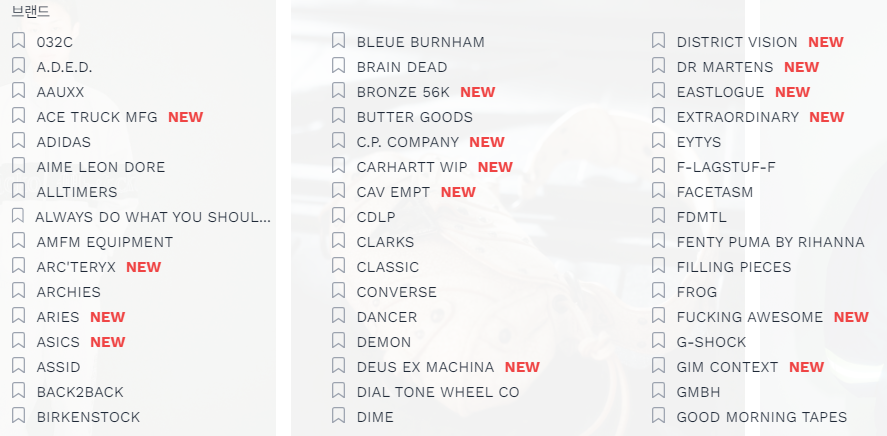 브랜드
032C
A.D.E.D.
AAUXX
ACE TRUCK MFG NEW
ADIDAS
AIME LEON DORE
ALLTIMERS
ALWAYS DO WHAT YOU SHOUL...
AMFM EQUIPMENT
ARC'TERYX NEW
ARCHIES
ARIES NEW
ASICS NEW
ASSID
BACK2BACK
BIRKENSTOCK
BLEUE BURNHAM
BRAIN DEAD
BRONZE 56K NEW
BUTTER GOODS
C.P. COMPANY NEW
CARHARTT WIP NEW
CAV EMPT NEW
CDLP
CLARKS
CLASSIC
CONVERSE
DANCER
DEMON
DEUS EX MACHINA NEW
DIAL TONE WHEEL CO
DIME
DISTRICT VISION NEW
DR MARTENS NEW
EASTLOGUE NEW
EXTRAORDINARY NEW
EYTYS
F-LAGSTUF-F
FACETASM
FDMTL
FENTY PUMA BY RIHANNA
FILLING PIECES
FROG
FUCKING AWESOME NEW
G-SHOCK
GIM CONTEXT NEW
GMBH
GOOD MORNING TAPES